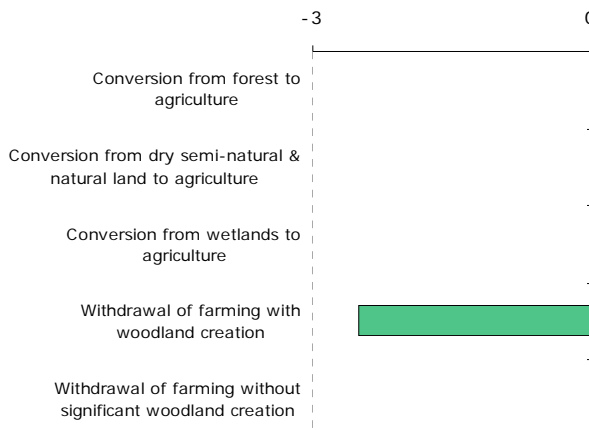 -3 0
Conversion from forest to
agriculture
Conversion from dry semi-natural &
natural land to agriculture
Conversion from wetlands to
agriculture
Withdrawal of farming with
woodland creation
Withdrawal of farming without
significant woodland creation